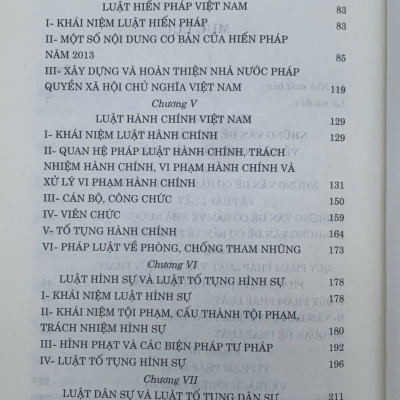 LUẬT HIẾN PHÁP VIỆT NAM 83
I- KHÁI NIỆM LUẬT HIẾN PHÁP 83
II- MỘT SỐ NỘI DUNG CƠ BẢN CỦA HIẾN PHÁP
NĂM 2013 85
III- XÂY DỰNG VÀ HOÀN THIỆN NHÀ NƯỚC PHÁP
QUYỀN XÃ HỘI CHỦ NGHĨA VIỆT NAM 119
Chương V
LUẬT HÀNH CHÍNH VIỆT NAM 129
I- KHÁI NIỆM LUẬT HÀNH CHÍNH 129
II- QUAN HỆ PHÁP LUẬT HÀNH CHÍNH, TRÁCH
NHIỆM HÀNH CHÍNH, VI PHẠM HÀNH CHÍNH VÀ
XỬ LÝ VI PHẠM HÀNH CHÍNH 131
III- CÁN BỘ, CÔNG CHỨC 150
IV- VIÊN CHỨC 159
V- TỐ TỤNG HÀNH CHÍNH 164
VI- PHÁP LUẬT VỀ PHÒNG, CHỐNG THAM NHŨNG 173
Chương VI
LUẬT HÌNH SỰ VÀ LUẬT TỐ TỤNG HÌNH SỰ 178
I- KHÁI NIỆM LUẬT HÌNH SỰ 178
II- KHÁI NIỆM TỘI PHẠM, CẤU THÀNH TỘI PHẠM,
TRÁCH NHIỆM HÌNH SỰ 180
III- HÌNH PHẠT VÀ CÁC BIỆN PHÁP TƯ PHÁP 192
IV- LUẬT TỐ TỤNG HÌNH SỰ 196
Chương VII
LUẬT DÂN SỰ VÀ LUẬT TỐ TỤNG DÂN SỰ 211